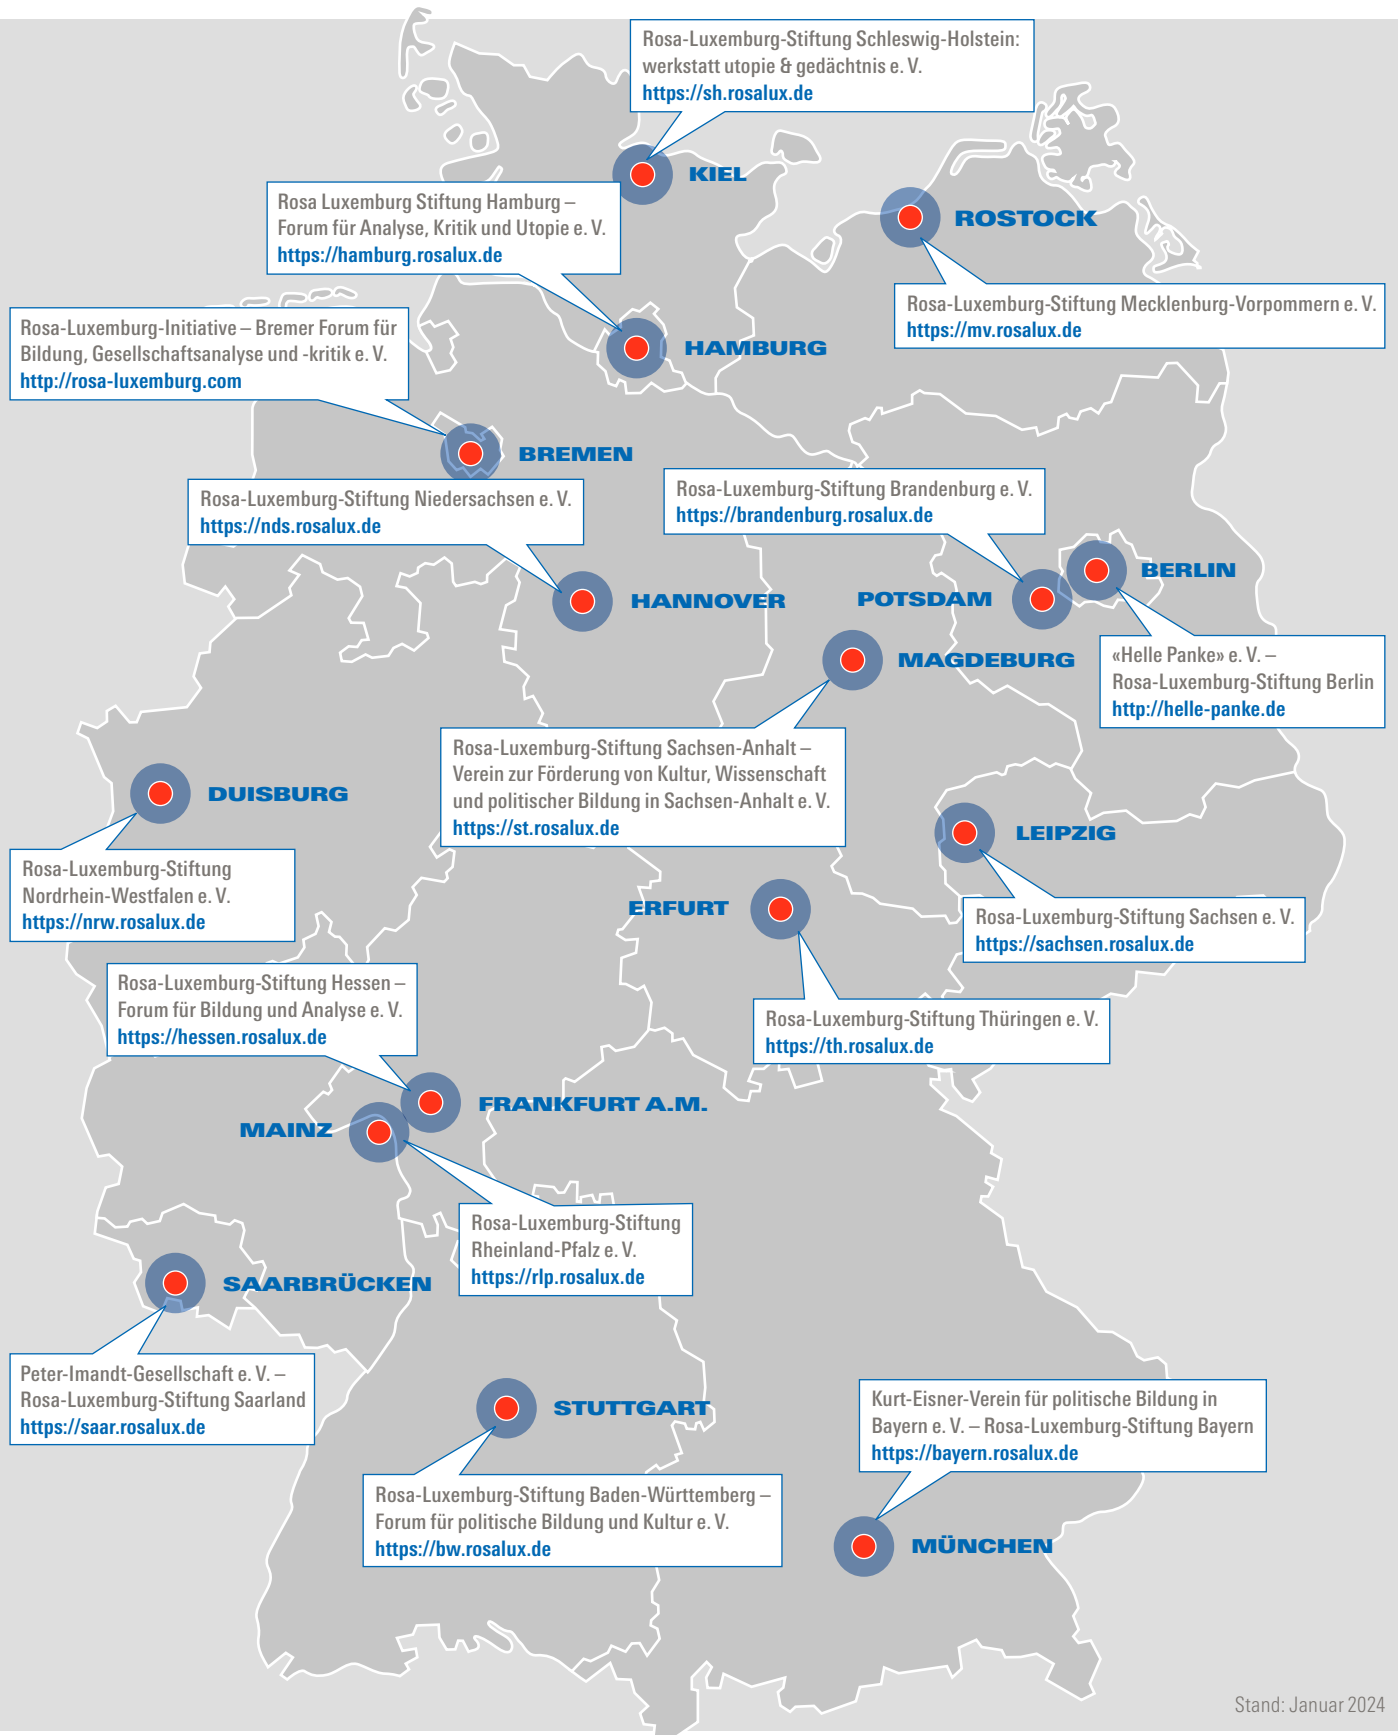 Rosa-Luxemburg-Stiftung Schleswig-Holstein:
werkstatt utopie & gedächtnis e. V.
https://sh.rosalux.de
KIEL
Rosa Luxemburg Stiftung Hamburg –
Forum für Analyse, Kritik und Utopie e. V.
https://hamburg.rosalux.de
ROSTOCK
Rosa-Luxemburg-Stiftung Mecklenburg-Vorpommern e. V.
https://mv.rosalux.de
Rosa-Luxemburg-Initiative – Bremer Forum für
Bildung, Gesellschaftsanalyse und -kritik e. V.
http://rosa-luxemburg.com
HAMBURG
BREMEN
Rosa-Luxemburg-Stiftung Niedersachsen e. V.
https://nds.rosalux.de
Rosa-Luxemburg-Stiftung Brandenburg e. V.
https://brandenburg.rosalux.de
BERLIN
HANNOVER
POTSDAM
MAGDEBURG
«Helle Panke» e. V. –
Rosa-Luxemburg-Stiftung Berlin
http://helle-panke.de
Rosa-Luxemburg-Stiftung Sachsen-Anhalt –
Verein zur Förderung von Kultur, Wissenschaft
und politischer Bildung in Sachsen-Anhalt e. V.
https://st.rosalux.de
DUISBURG
LEIPZIG
Rosa-Luxemburg-Stiftung
Nordrhein-Westfalen e. V.
https://nrw.rosalux.de
ERFURT
Rosa-Luxemburg-Stiftung Sachsen e. V.
https://sachsen.rosalux.de
Rosa-Luxemburg-Stiftung Hessen –
Forum für Bildung und Analyse e. V.
https://hessen.rosalux.de
Rosa-Luxemburg-Stiftung Thüringen e. V.
https://th.rosalux.de
FRANKFURT A.M.
MAINZ
Rosa-Luxemburg-Stiftung
Rheinland-Pfalz e. V.
https://rlp.rosalux.de
SAARBRÜCKEN
Peter-Imandt-Gesellschaft e. V. –
Rosa-Luxemburg-Stiftung Saarland
https://saar.rosalux.de
STUTTGART
Kurt-Eisner-Verein für politische Bildung in
Bayern e. V. – Rosa-Luxemburg-Stiftung Bayern
https://bayern.rosalux.de
Rosa-Luxemburg-Stiftung Baden-Württemberg –
Forum für politische Bildung und Kultur e. V.
https://bw.rosalux.de
MÜNCHEN
Stand: Januar 2024